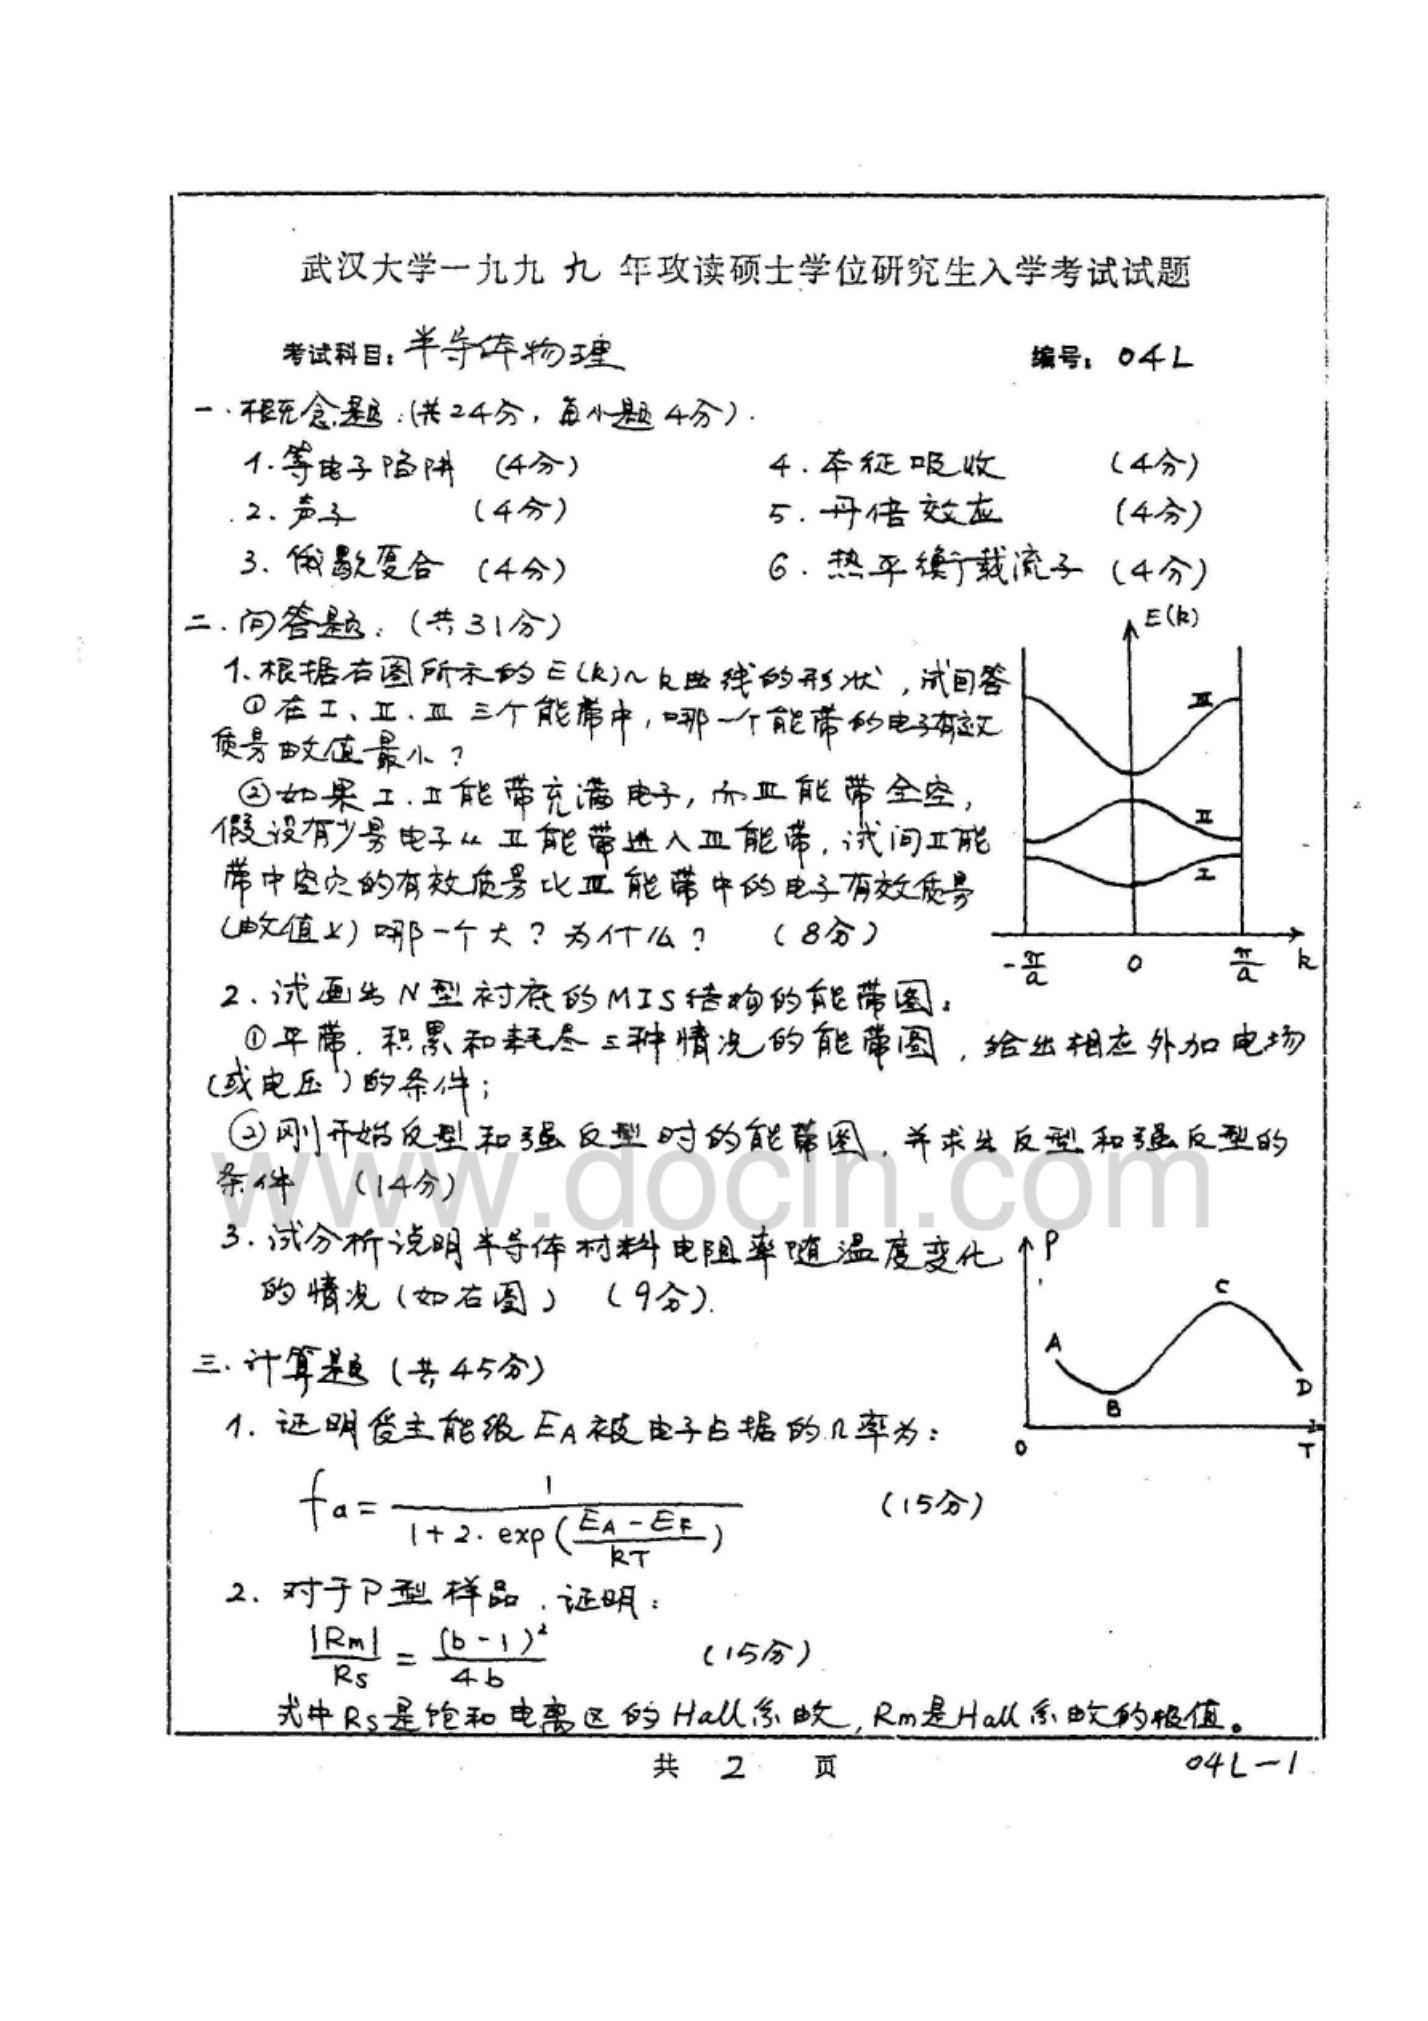 武汉大学一九九 九 年攻读硕士学位研究生入学考试试题
考试科目：半导体物理 编号：04L
一.概念题:(共24分，每小题4分).
1.等电子陷阱 (4分) 4.本征吸收 (4分)
2.声子 (4分) 5.丹倍效应 (4分)
3.俄歇复合 (4分) 6.热平衡载流子 (4分)
二.问答题:(共31分)
1.根据右图所示的E(k)~k曲线的形状,试回答
①在I、II.III三个能带中,哪一个能带的电子有效
质量数值最小?
②如果I.II能带充满电子,而III能带全空,
假设有少量电子从II能带进入III能带,试问II能
带中空穴的有效质量比III能带中的电子有效质量
(数值上)哪一个大?为什么? (8分)
E(k)
III
II
I
-π/a 0 π/a k
2.试画出N型衬底的MIS结构的能带图:
①平带.积累和耗尽三种情况的能带图,给出相应外加电场
(或电压)的条件;
②刚开始反型和强反型时的能带图,并求出反型和强反型的
条件 (14分)
www.docin.com
3.试分析说明半导体材料电阻率随温度变化
的情况(如右图) (9分).
ρ
A
B
C
D
0 T
三.计算题(共45分)
1.证明受主能级EA被电子占据的几率为:
fa = 1/(1+2·exp((EA-EF)/kT)) (15分)
2.对于P型样品.证明:
|Rm|/Rs = (b-1)²/4b (15分)
式中Rs是饱和电离区的Hall系数,Rm是Hall系数的极值。
共 2 页 04L-1